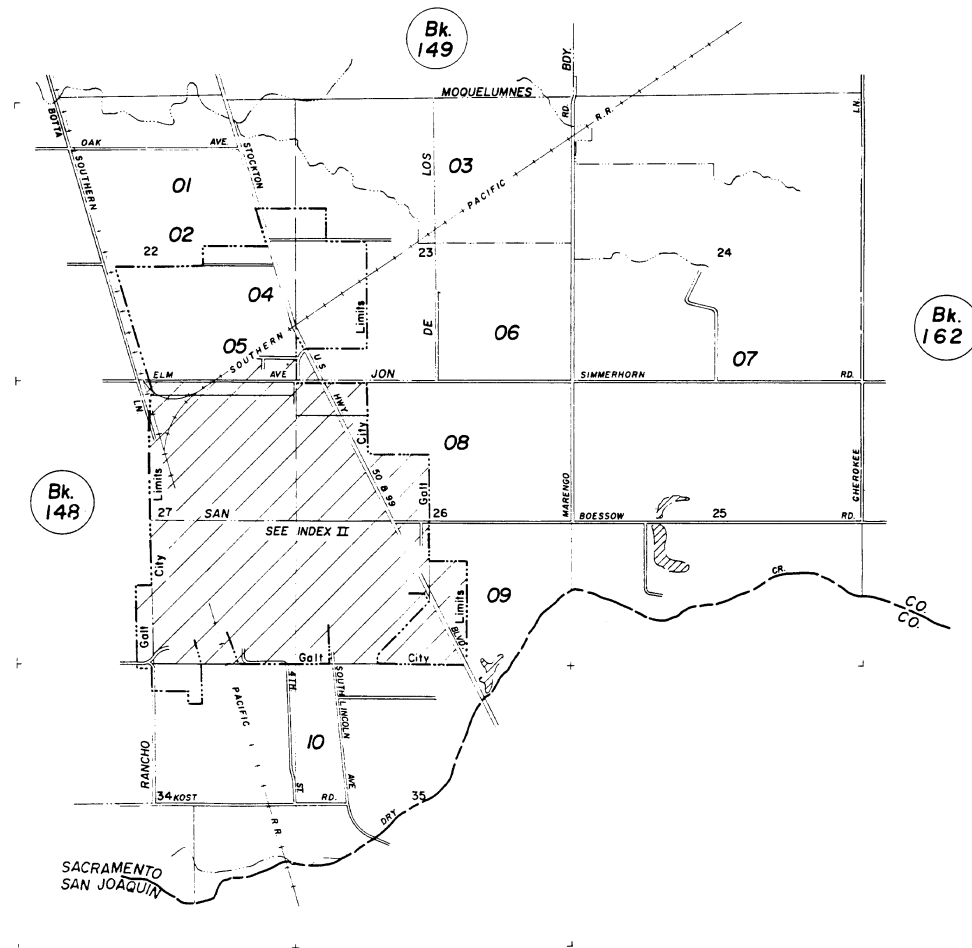 Bk.
149
MOQUELUMNES
BDY.
RD.
LN.
BOTTA
OAK AVE.
STOCKTON
SOUTHERN
01
LOS
03
PACIFIC R.R.
02
22
23
24
04
Limits
DE
06
05
SOUTHERN
07
Bk.
162
ELM AVE
JON
SIMMERHORN RD.
LN.
US HWY 50 & 99
City
08
Bk.
148
Limits
Galt
MARENGO
CHEROKEE
27
SAN
26
BOESSOW
25
RD.
SEE INDEX II
City
CR.
CO.
CO.
Limits
09
BLVD.
Galt
Galt City
PACIFIC
4TH
SOUTH LINCOLN
10
RANCHO
ST.
AVE
34
KOST RD.
35
DRY
R.R.
SACRAMENTO
SAN JOAQUIN